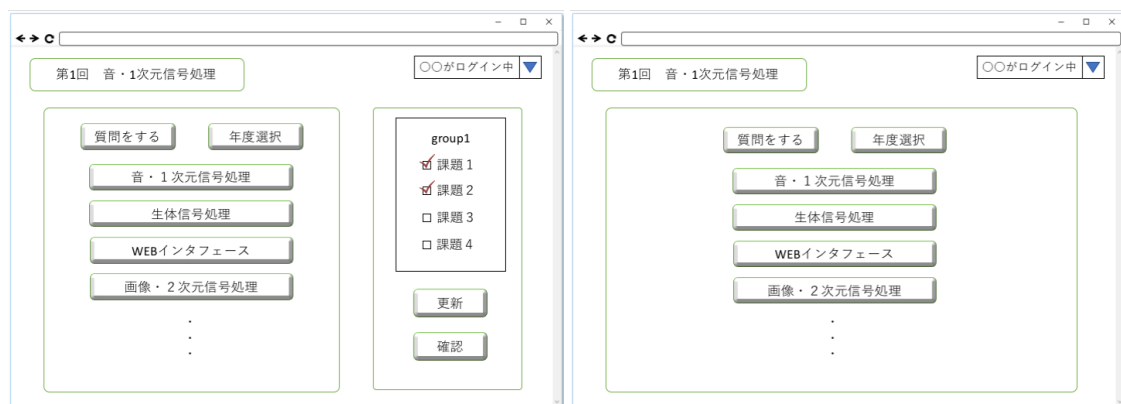 第1回　音・1次元信号処理
〇〇がログイン中
質問をする
年度選択
音・１次元信号処理
生体信号処理
WEBインタフェース
画像・２次元信号処理
・
・
・
group1
課題１
課題２
課題３
課題４
更新
確認
第1回　音・1次元信号処理
〇〇がログイン中
質問をする
年度選択
音・１次元信号処理
生体信号処理
WEBインタフェース
画像・２次元信号処理
・
・
・